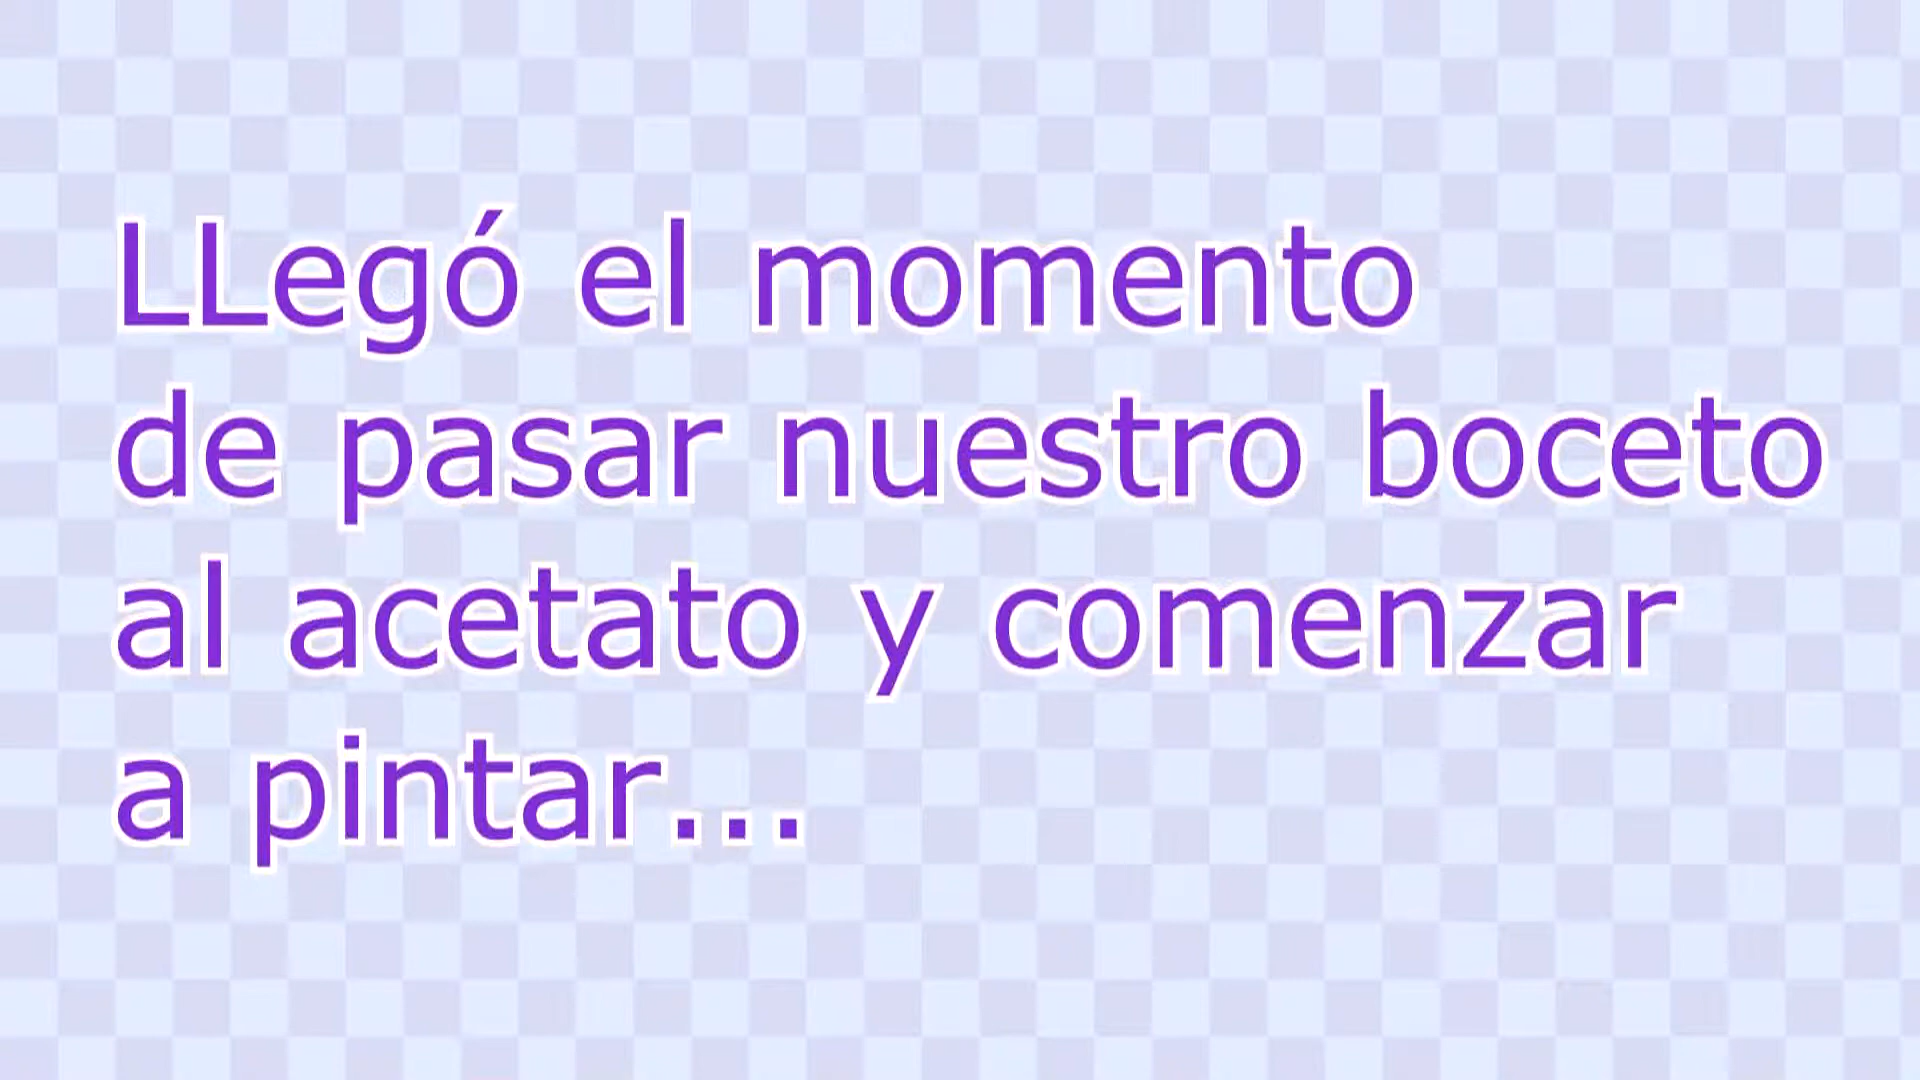 LLegó el momento
de pasar nuestro boceto
al acetato y comenzar
a pintar...